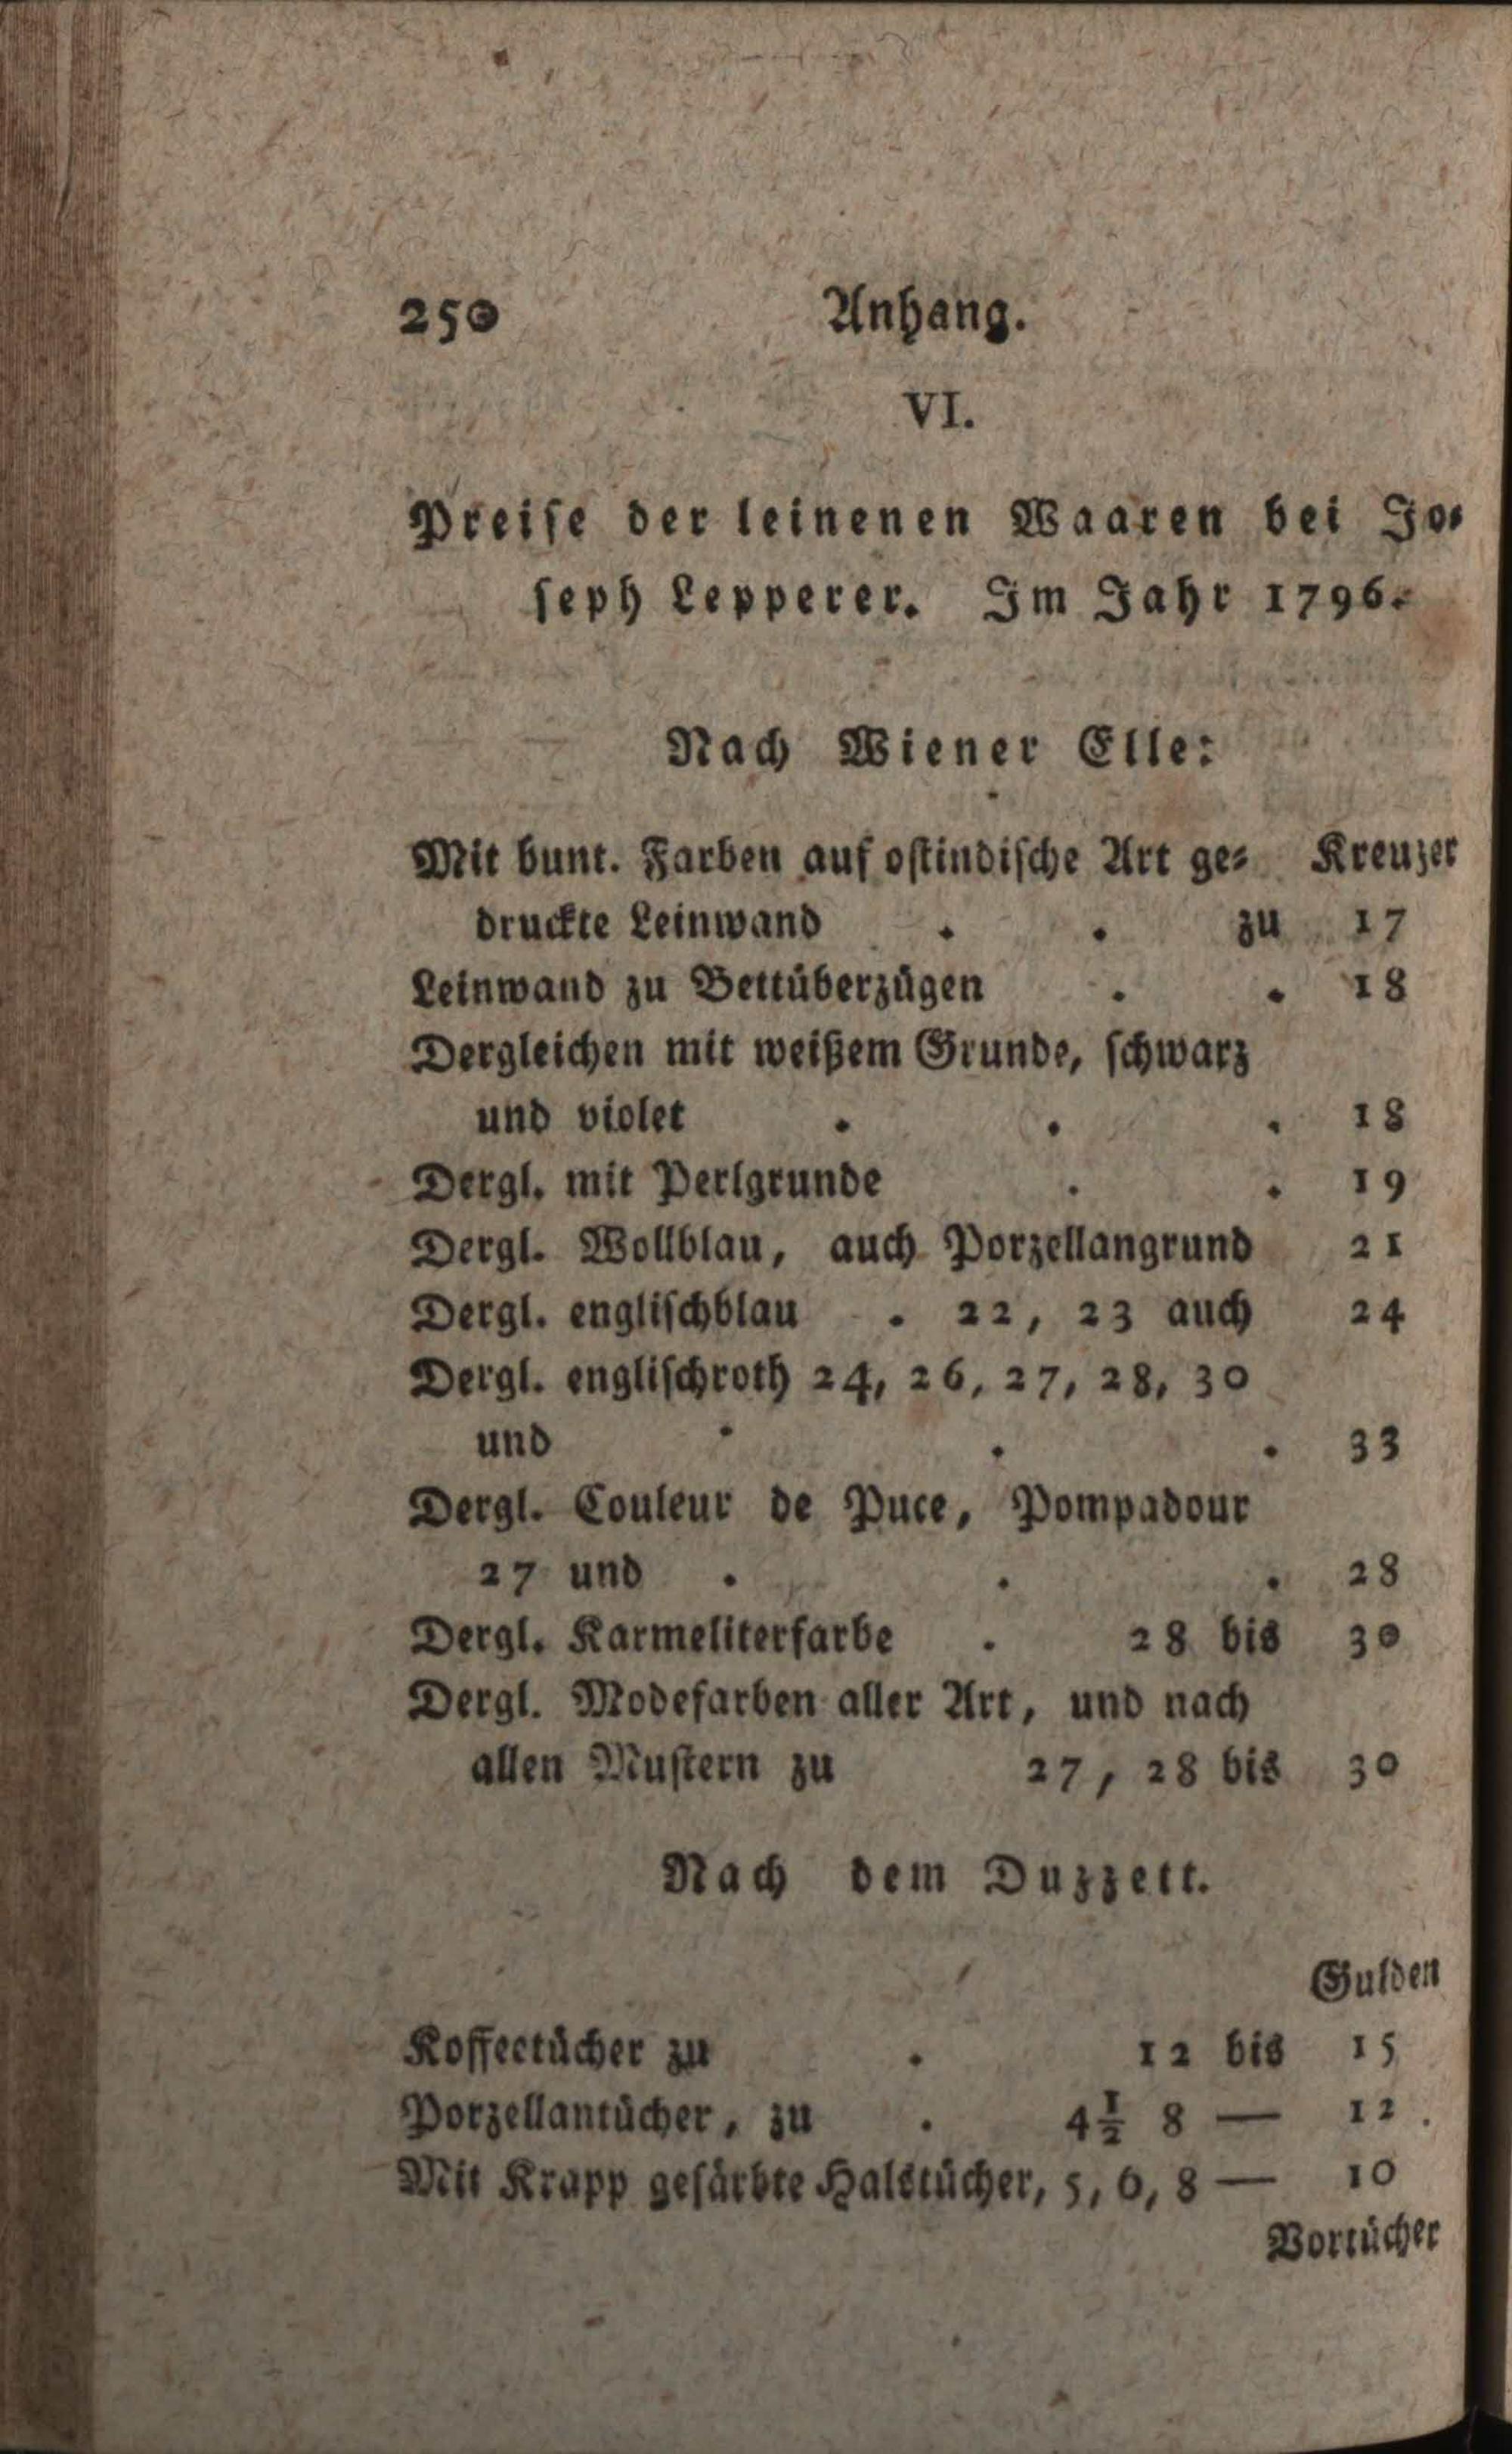 250 Anhang.
VI.
Preise der leinenen Waaren bei Jo-
seph Lepperer. Im Jahr 1796.
Nach Wiener Elle:
Mit bunt. Farben auf ostindische Art ge- Kreuzer
druckte Leinwand . . zu 17
Leinwand zu Bettüberzügen . . 18
Dergleichen mit weißem Grunde, schwarz
und violet . . . 18
Dergl. mit Perlgrunde . . 19
Dergl. Wollblau, auch Porzellangrund 21
Dergl. englischblau . 22, 23 auch 24
Dergl. englischroth 24, 26, 27, 28, 30
und . . . 33
Dergl. Couleur de Puce, Pompadour
27 und . . . 28
Dergl. Karmeliterfarbe . 28 bis 30
Dergl. Modefarben aller Art, und nach
allen Mustern zu 27, 28 bis 30
Nach dem Duzzett.
Gulden
Koffeetücher zu . 12 bis 15
Porzellantücher, zu . 4½ 8 — 12.
Mit Krapp gefärbte Halstücher, 5, 6, 8 — 10
Vortücher